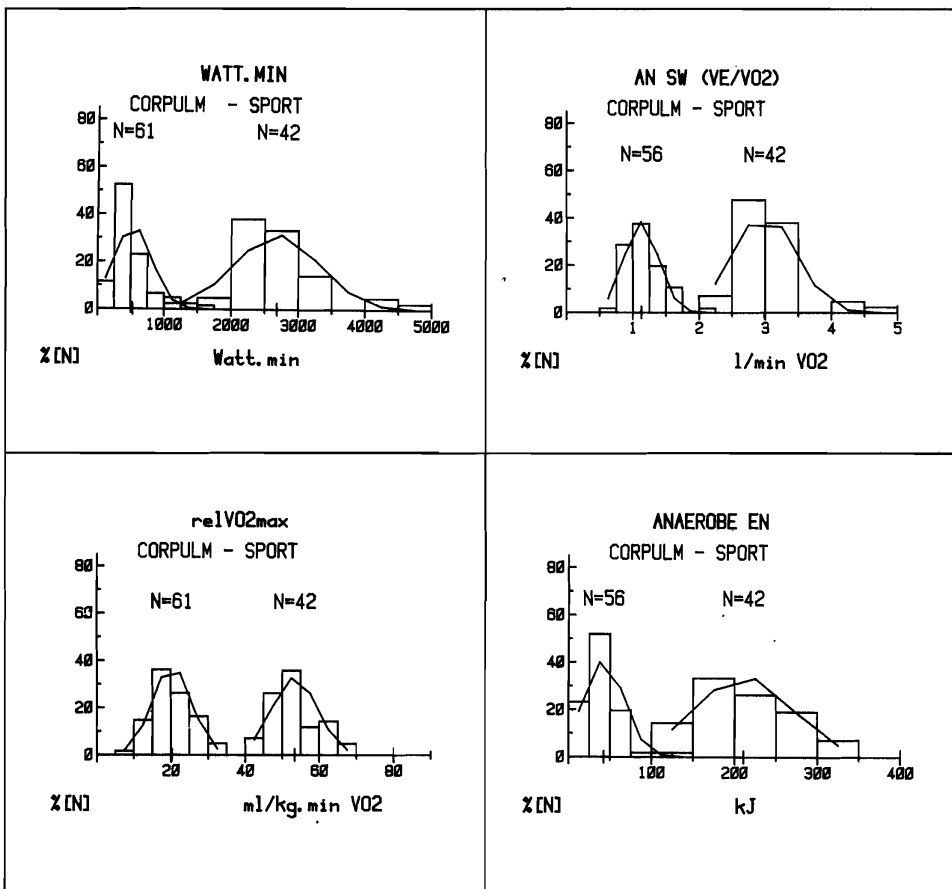 WATT.MIN
CORPULM - SPORT
80
N=61 N=42
60
40
20
0
1000 2000 3000 4000 5000
%[N] Watt.min
AN SW (VE/VO2)
CORPULM - SPORT
80
N=56 N=42
60
40
20
0
1 2 3 4 5
%[N] l/min VO2
relVO2max
CORPULM - SPORT
80
N=61 N=42
60
40
20
0
20 40 60 80
%[N] ml/kg.min VO2
ANAEROBE EN
CORPULM - SPORT
80
N=56 N=42
60
40
20
0
100 200 300 400
%[N] kJ